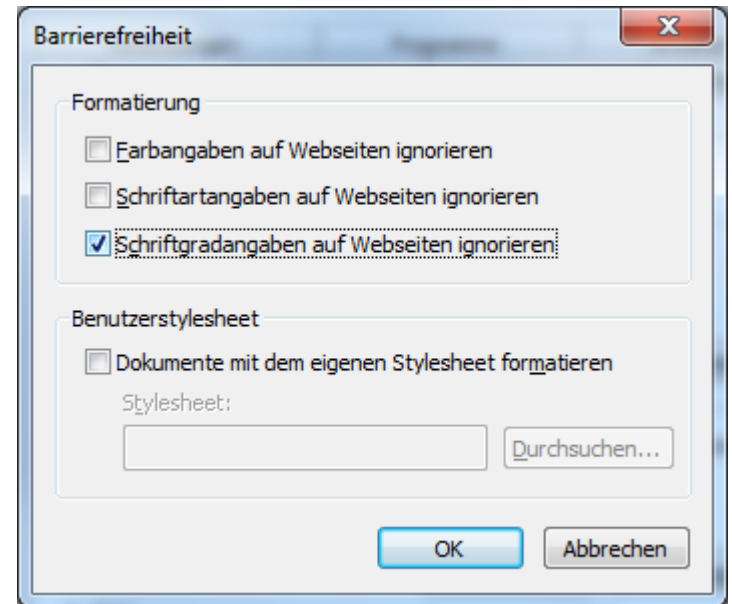 Barrierefreiheit
Formatierung
Farbangaben auf Webseiten ignorieren
Schriftartangaben auf Webseiten ignorieren
Schriftgradangaben auf Webseiten ignorieren
Benutzerstylesheet
Dokumente mit dem eigenen Stylesheet formatieren
Stylesheet:
Durchsuchen...
OK Abbrechen